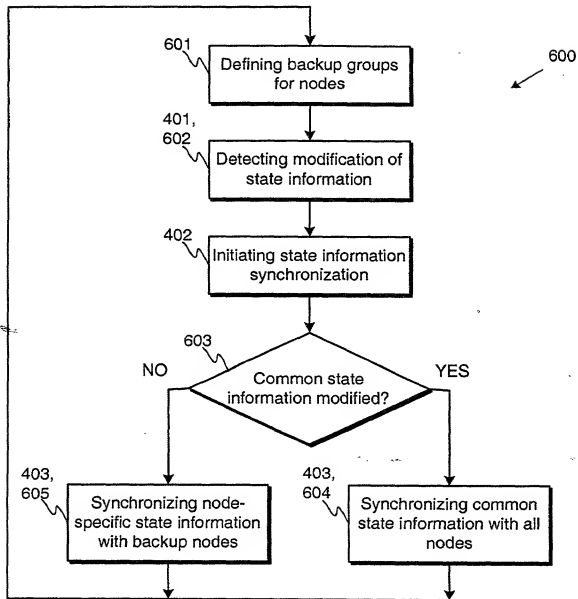 601
Defining backup groups
for nodes
600
401,
602
Detecting modification of
state information
402
Initiating state information
synchronization
603
NO
YES
Common state
information modified?
403,
605
Synchronizing node-
specific state information
with backup nodes
403,
604
Synchronizing common
state information with all
nodes